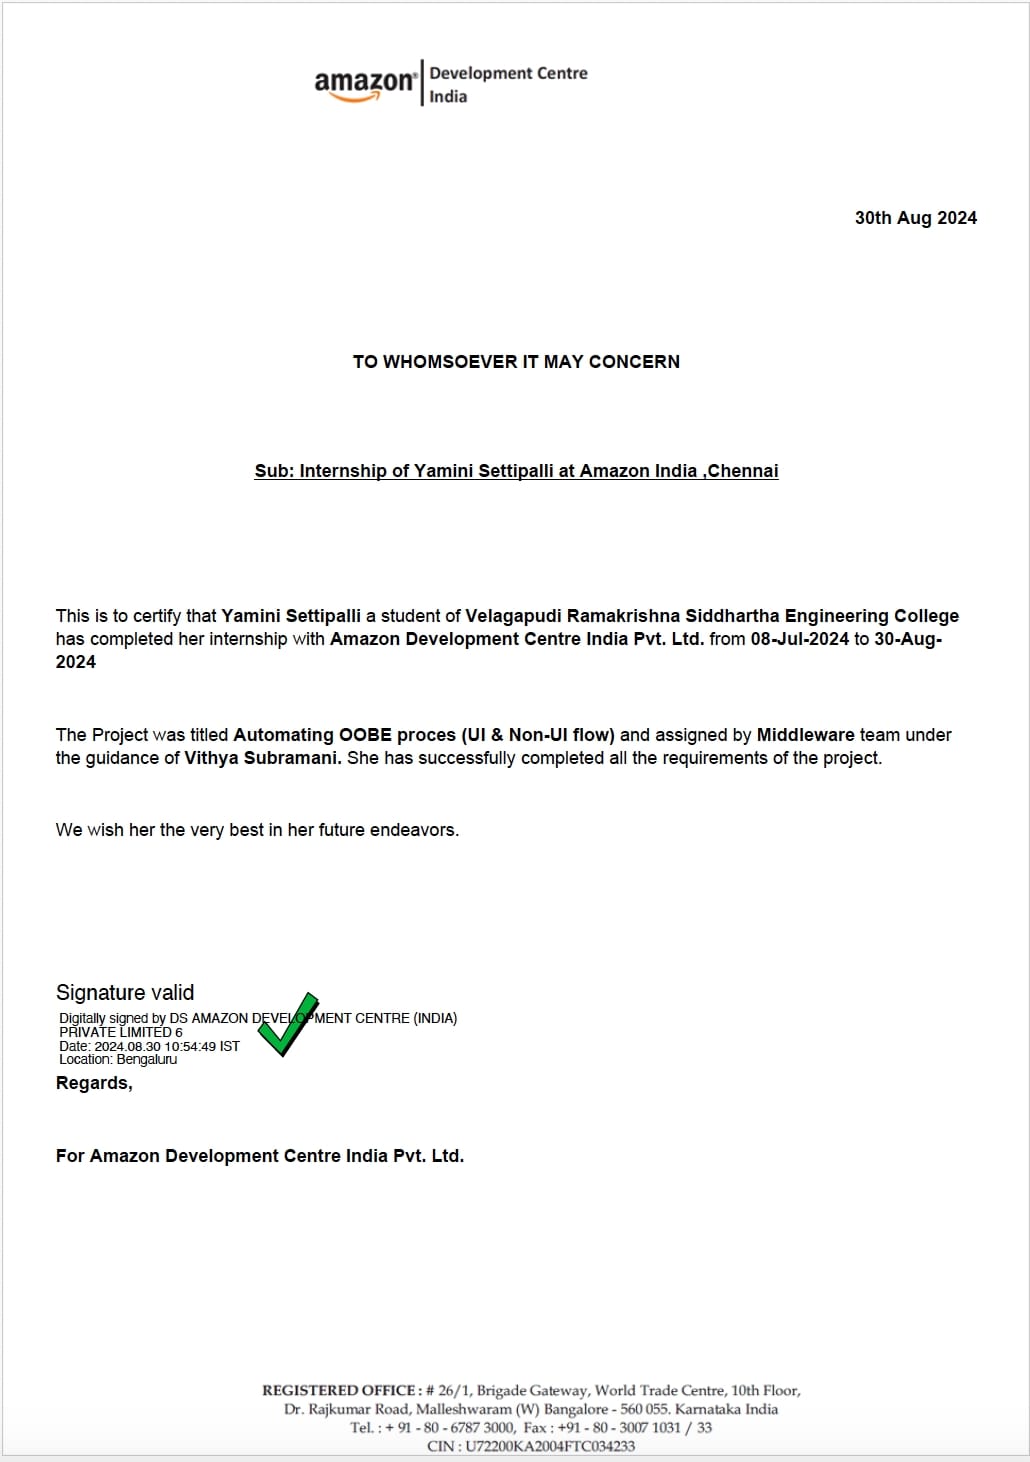 amazon® Development Centre
India
30th Aug 2024
TO WHOMSOEVER IT MAY CONCERN
Sub: Internship of Yamini Settipalli at Amazon India ,Chennai
This is to certify that Yamini Settipalli a student of Velagapudi Ramakrishna Siddhartha Engineering College
has completed her internship with Amazon Development Centre India Pvt. Ltd. from 08-Jul-2024 to 30-Aug-
2024
The Project was titled Automating OOBE proces (UI & Non-UI flow) and assigned by Middleware team under
the guidance of Vithya Subramani. She has successfully completed all the requirements of the project.
We wish her the very best in her future endeavors.
Signature valid
Digitally signed by DS AMAZON DEVELOPMENT CENTRE (INDIA)
PRIVATE LIMITED 6
Date: 2024.08.30 10:54:49 IST
Location: Bengaluru
Regards,
For Amazon Development Centre India Pvt. Ltd.
REGISTERED OFFICE : # 26/1, Brigade Gateway, World Trade Centre, 10th Floor,
Dr. Rajkumar Road, Malleshwaram (W) Bangalore - 560 055. Karnataka India
Tel. : + 91 - 80 - 6787 3000, Fax : +91 - 80 - 3007 1031 / 33
CIN : U72200KA2004FTC034233